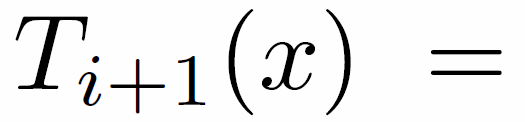 T_{i+1}(x) =